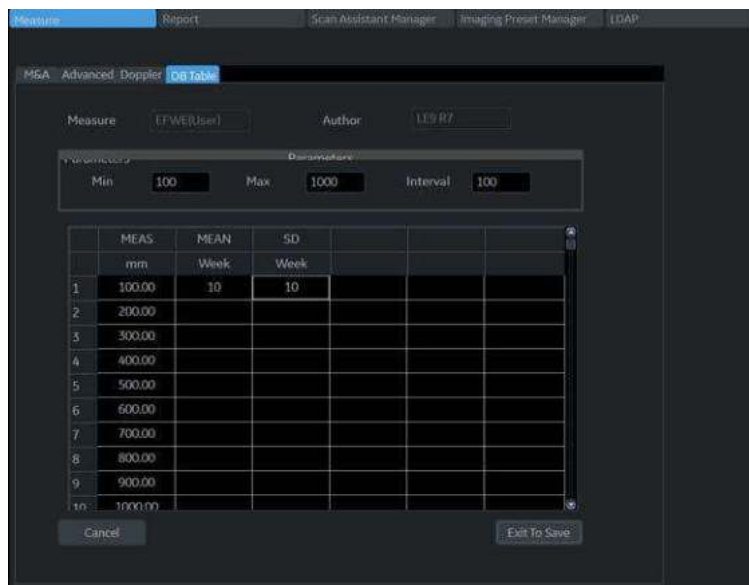 Measure Report Scan Assistant Manager Imaging Preset Manager LDAP
M&A Advanced Doppler OB Table
Measure EFWE(User) Author LE9 R7
Parameters Parameters
Min 100 Max 1000 Interval 100
MEAS MEAN SD
mm Week Week
1 100.00 10 10
2 200.00
3 300.00
4 400.00
5 500.00
6 600.00
7 700.00
8 800.00
9 900.00
10 1000.00
Cancel Exit To Save